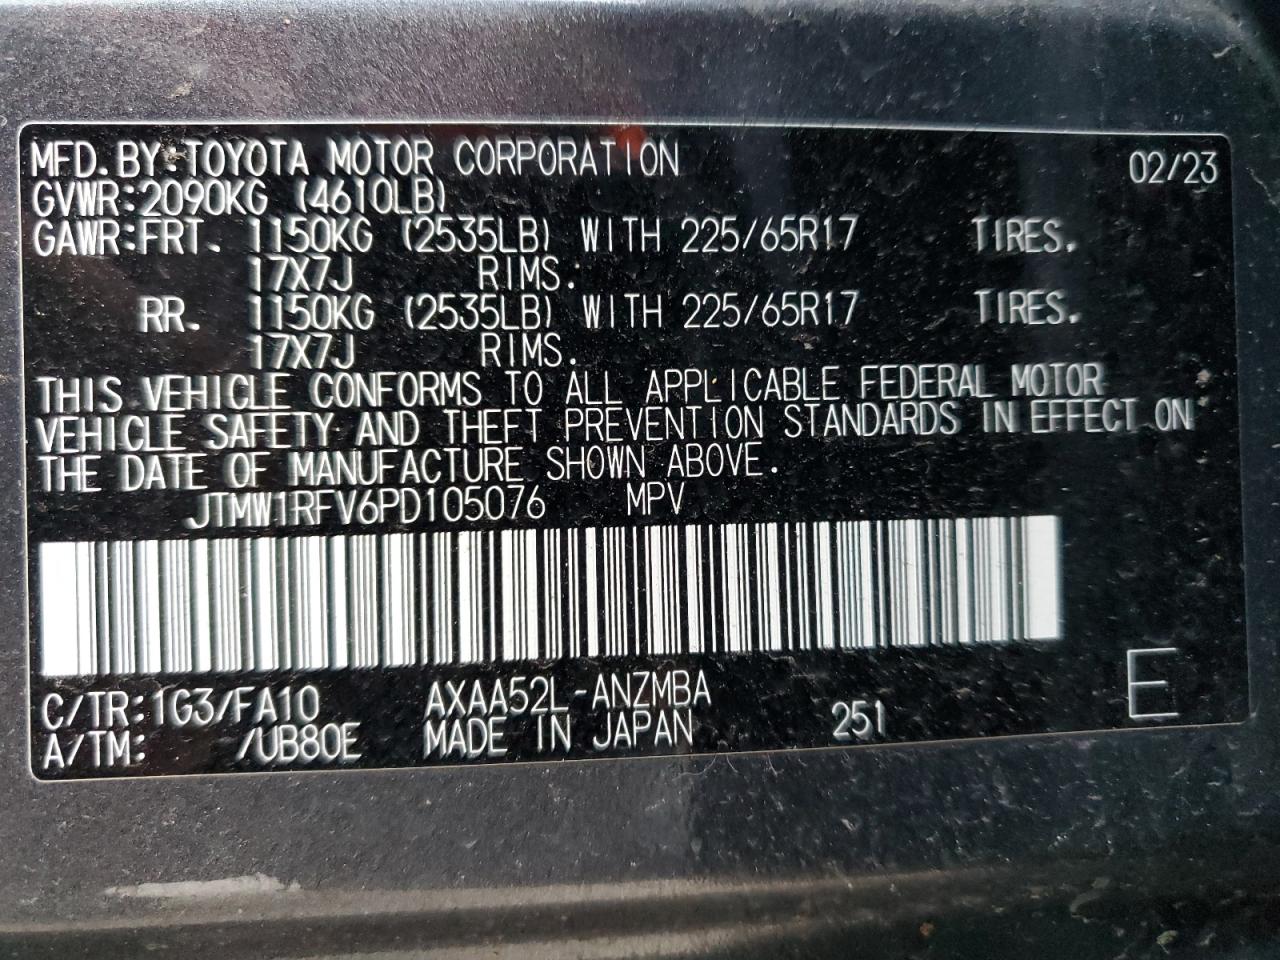 MFD.BY:TOYOTA MOTOR CORPORATION 02/23
GVWR:2090KG (4610LB)
GAWR:FRT. 1150KG (2535LB) WITH 225/65R17 TIRES.
17X7J RIMS.
RR. 1150KG (2535LB) WITH 225/65R17 TIRES.
17X7J RIMS.
THIS VEHICLE CONFORMS TO ALL APPLICABLE FEDERAL MOTOR
VEHICLE SAFETY AND THEFT PREVENTION STANDARDS IN EFFECT ON
THE DATE OF MANUFACTURE SHOWN ABOVE.
JTMW1RFV6PD105076 MPV
C/TR:1G3/FA10 AXAA52L-ANZMBA
A/TM: /UB80E MADE IN JAPAN 251 E